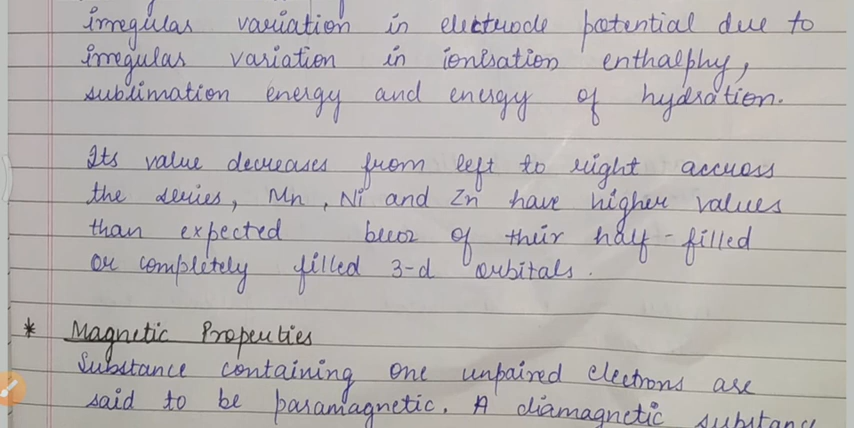 irregular variation in electrode potential due to
irregular variation in ionisation enthalphy,
sublimation energy and energy of hydration.
Its value decreases from left to right accross
the series, Mn, Ni and Zn have higher values
than expected becoz of their half-filled
or completely filled 3-d orbitals.
* Magnetic Properties
Substance containing one unpaired electrons are
said to be paramagnetic. A diamagnetic substanc